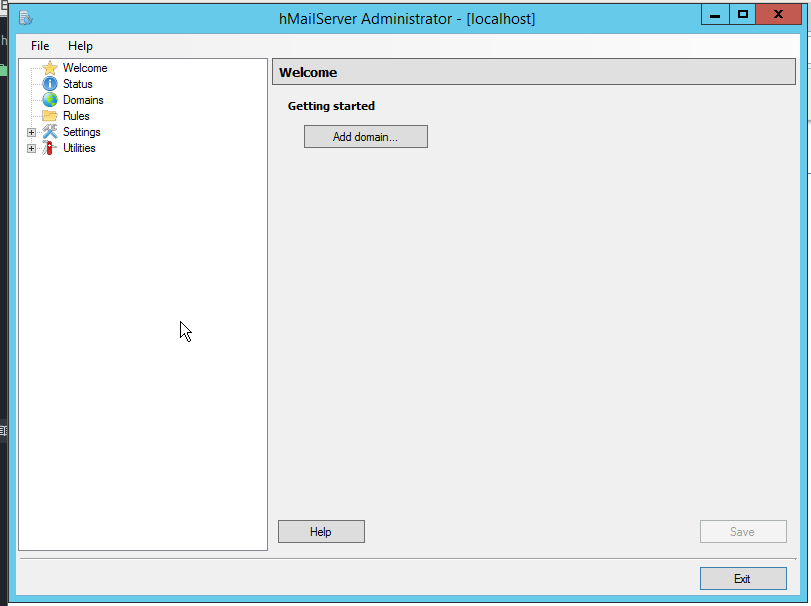 hMailServer Administrator - [localhost]
File Help
Welcome
Status
Domains
Rules
Settings
Utilities
Welcome
Getting started
Add domain...
Help
Save
Exit